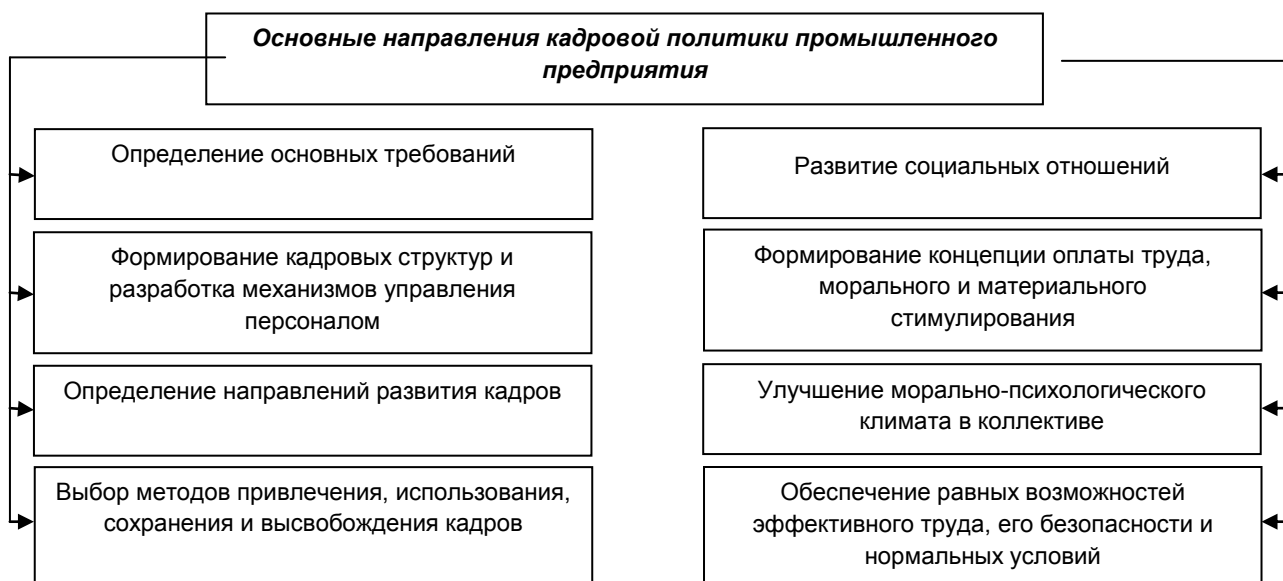 Основные направления кадровой политики промышленного
предприятия
Определение основных требований
Формирование кадровых структур и
разработка механизмов управления
персоналом
Определение направлений развития кадров
Выбор методов привлечения, использования,
сохранения и высвобождения кадров
Развитие социальных отношений
Формирование концепции оплаты труда,
морального и материального
стимулирования
Улучшение морально-психологического
климата в коллективе
Обеспечение равных возможностей
эффективного труда, его безопасности и
нормальных условий